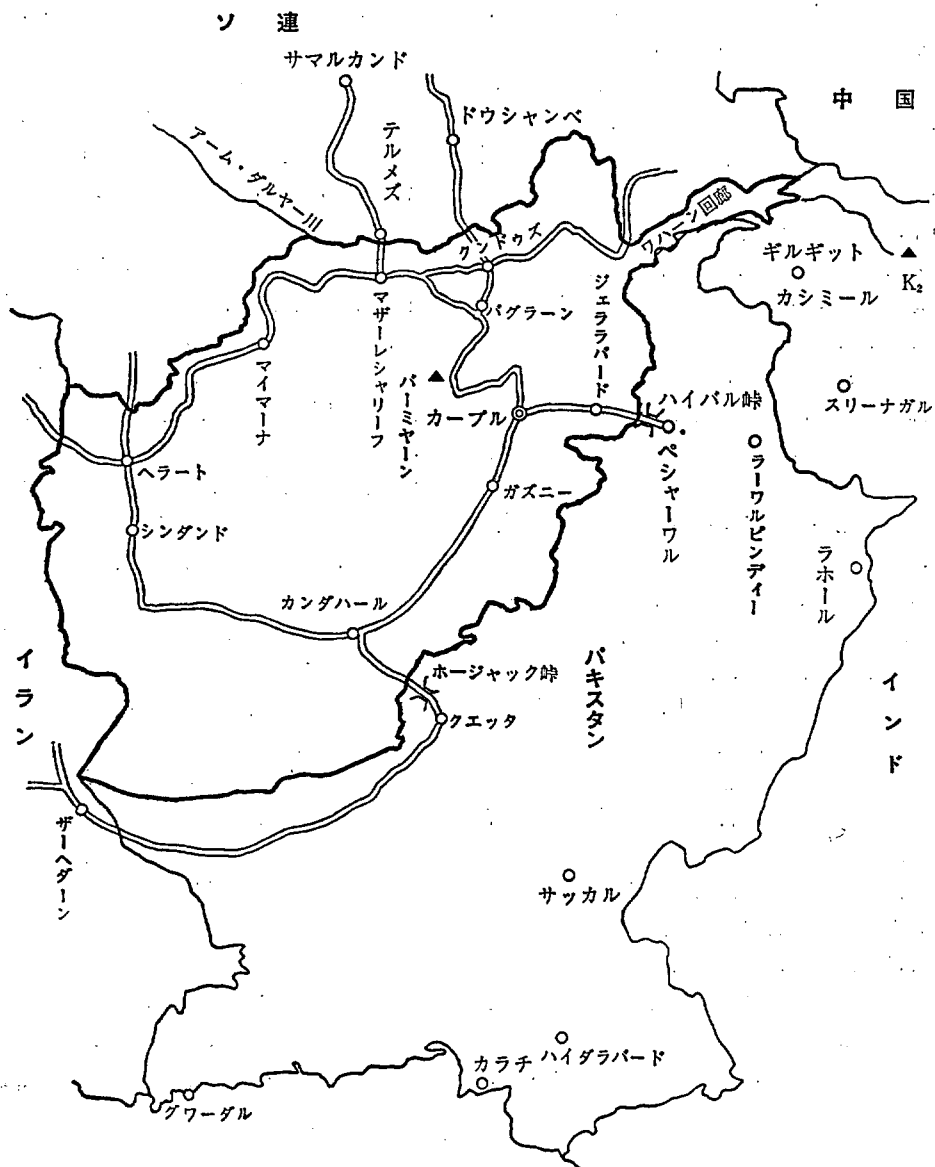 ソ連
サマルカンド
中国
ドウシャンベ
テルメズ
アーム・ダルヤー川
ワハーン回廊
クンドゥズ
ギルギット
カシミール
K₂
ジェララバード
バグラーン
マザーレシャリーフ
マイマーナ
バーミヤーン
カーブル
ハイバル峠
スリーナガル
ペシャーワル
ラーワルピンディー
ヘラート
ガズニー
シンダンド
ラホール
カンダハール
イラン
ホージャック峠
パキスタン
インド
クエッタ
ザーヘダーン
サッカル
カラチ
ハイダラバード
グワーダル